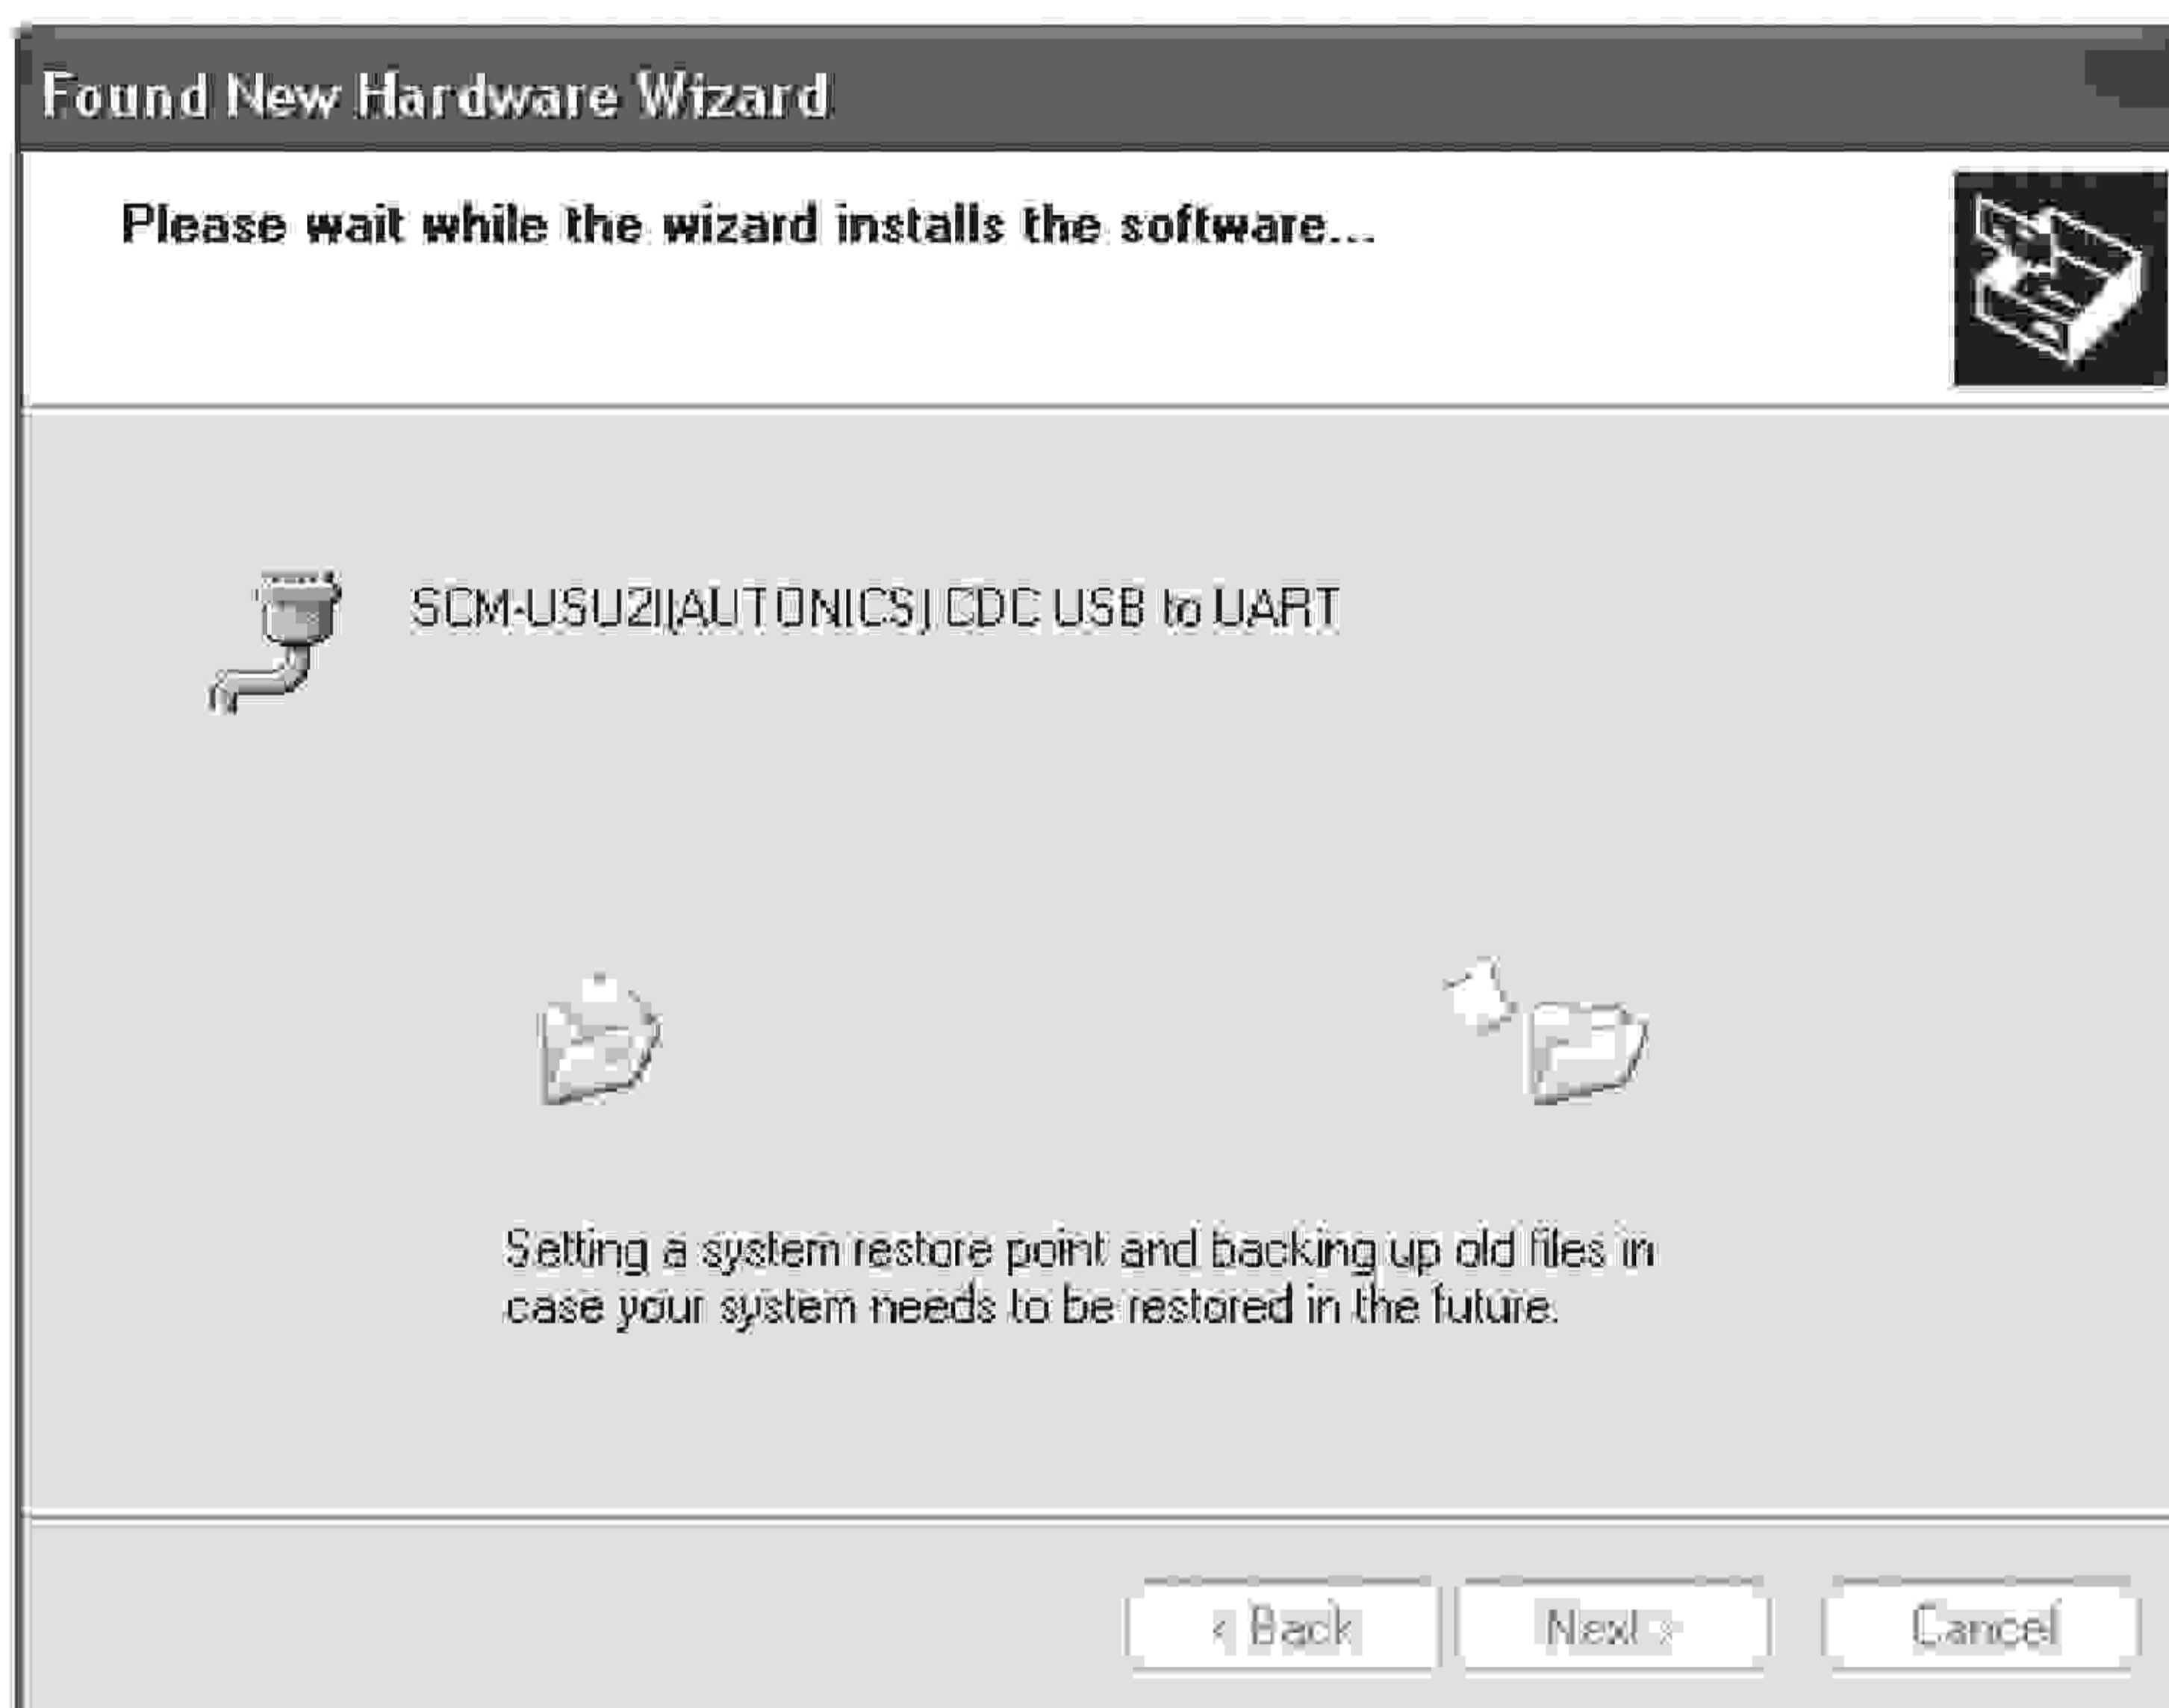 Found New Hardware Wizard
Please wait while the wizard installs the software...
SCM-USU2I(AUTONICS) CDC USB to UART
Setting a system restore point and backing up old files in
case your system needs to be restored in the future.
< Back
Next >
Cancel